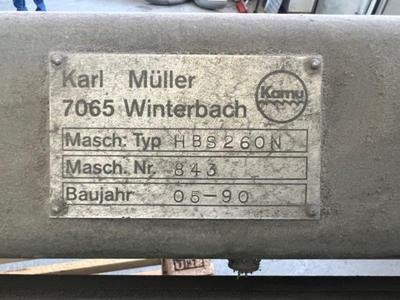 Karl Müller
7065 Winterbach
Kamu
Masch. Typ HBS260N
Masch. Nr. 843
Baujahr 05-90